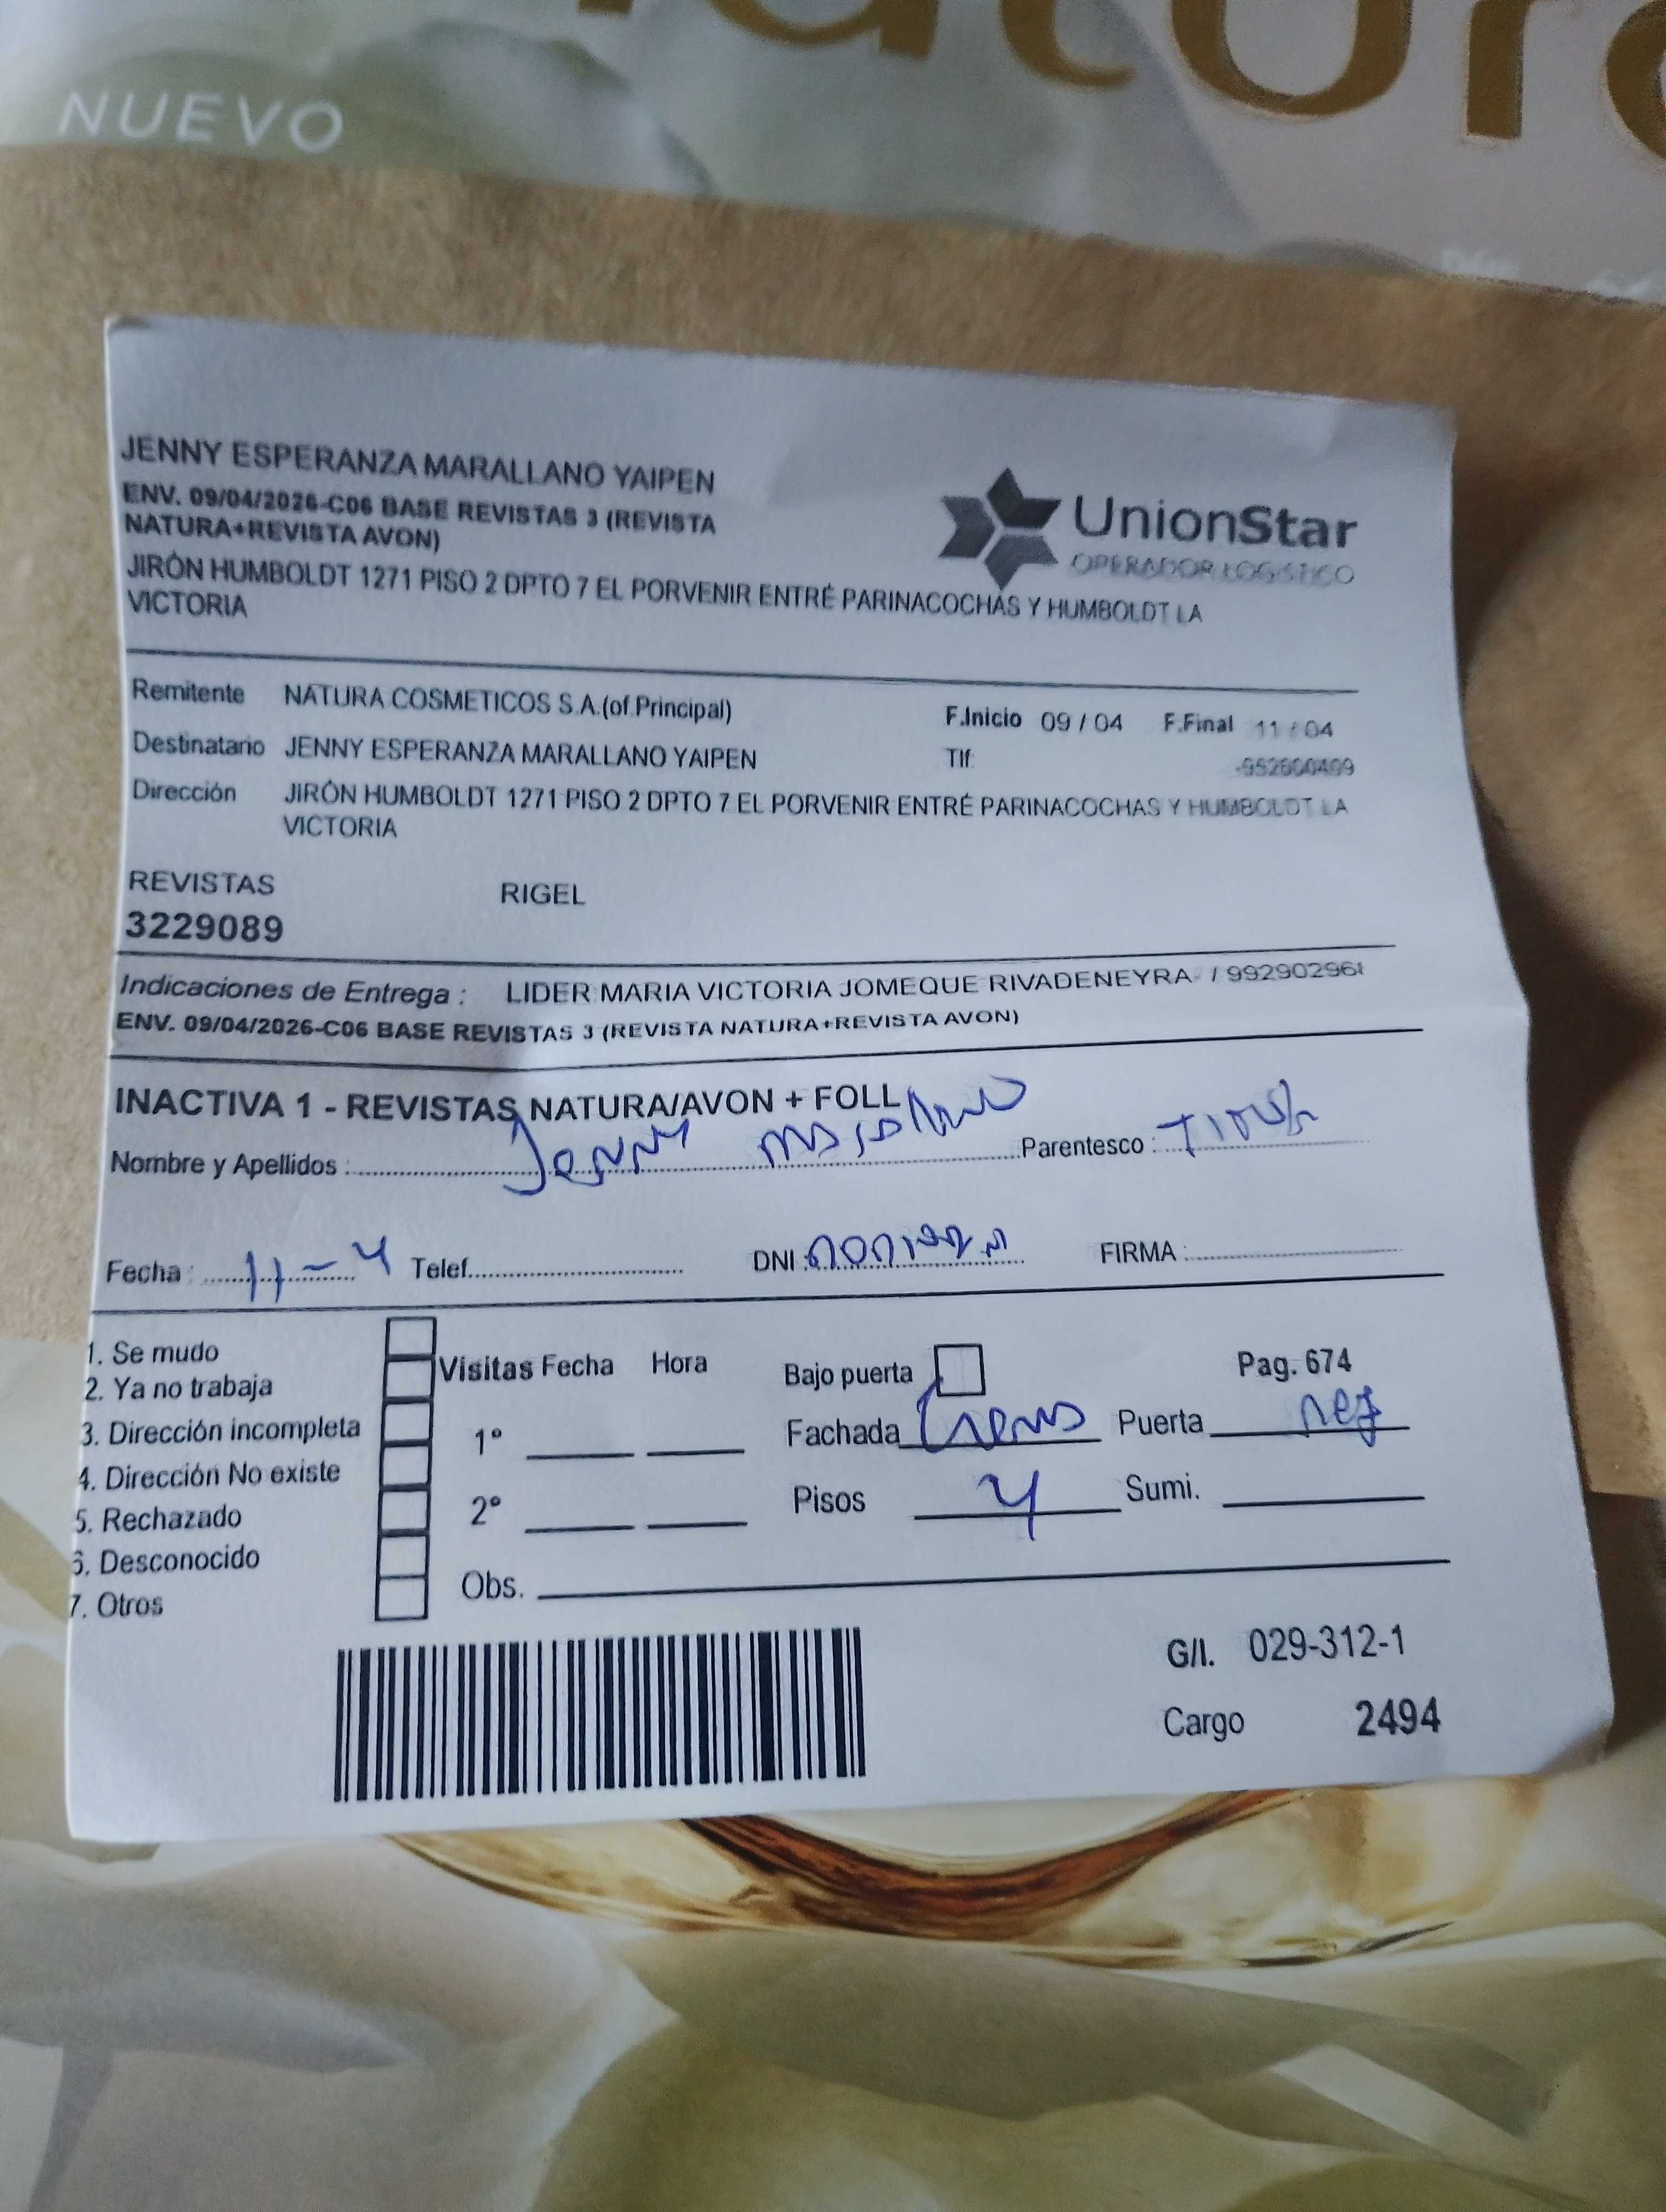 NUEVO
natura
JENNY ESPERANZA MARALLANO YAIPEN
ENV. 09/04/2026-C06 BASE REVISTAS 3 (REVISTA
NATURA+REVISTA AVON)
JIRÓN HUMBOLDT 1271 PISO 2 DPTO 7 EL PORVENIR ENTRÉ PARINACOCHAS Y HUMBOLDT LA
VICTORIA
UnionStar
OPERADOR LOGISTICO
Remitente NATURA COSMETICOS S.A.(of.Principal) F.Inicio 09 / 04 F.Final 11 / 04
Destinatario JENNY ESPERANZA MARALLANO YAIPEN Tlf:
Dirección JIRÓN HUMBOLDT 1271 PISO 2 DPTO 7 EL PORVENIR ENTRÉ PARINACOCHAS Y HUMBOLDT LA
VICTORIA
REVISTAS RIGEL
3229089
Indicaciones de Entrega : LIDER MARIA VICTORIA JOMEQUE RIVADENEYRA- /
ENV. 09/04/2026-C06 BASE REVISTAS 3 (REVISTA NATURA+REVISTA AVON)
INACTIVA 1 - REVISTAS NATURA/AVON + FOLL
Nombre y Apellidos : Jenny Marallano Parentesco :
Fecha : 11-4 Telef. DNI : FIRMA :
1. Se mudo
2. Ya no trabaja
3. Dirección incompleta
4. Dirección No existe
5. Rechazado
6. Desconocido
7. Otros
Visitas Fecha Hora
1°
2°
Obs.
Bajo puerta Pag. 674
Fachada Crema Puerta
Pisos 4 Sumi.
G/I. 029-312-1
Cargo 2494